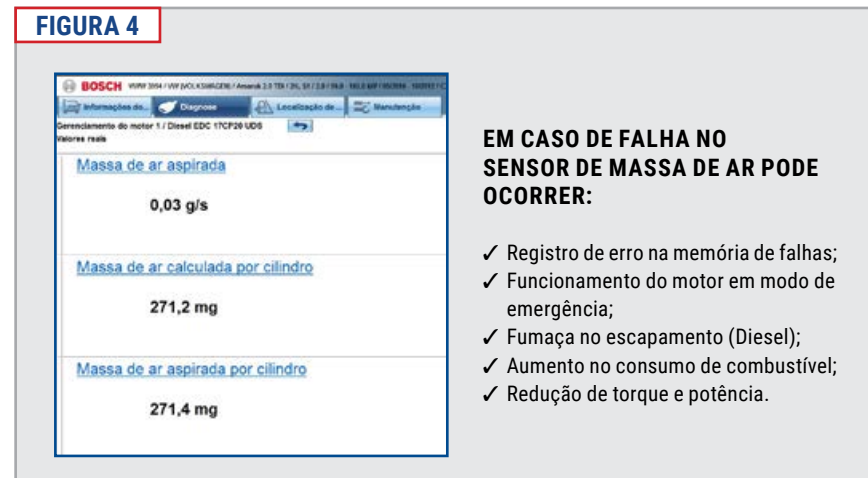 FIGURA 4
BOSCH
Informações do... Diagnose Localização de... Manutenção
Gerenciamento do motor 1 / Diesel EDC 17CP20 UDS
Valores reais
Massa de ar aspirada
0,03 g/s
Massa de ar calculada por cilindro
271,2 mg
Massa de ar aspirada por cilindro
271,4 mg
EM CASO DE FALHA NO
SENSOR DE MASSA DE AR PODE
OCORRER:
✓ Registro de erro na memória de falhas;
✓ Funcionamento do motor em modo de
emergência;
✓ Fumaça no escapamento (Diesel);
✓ Aumento no consumo de combustível;
✓ Redução de torque e potência.